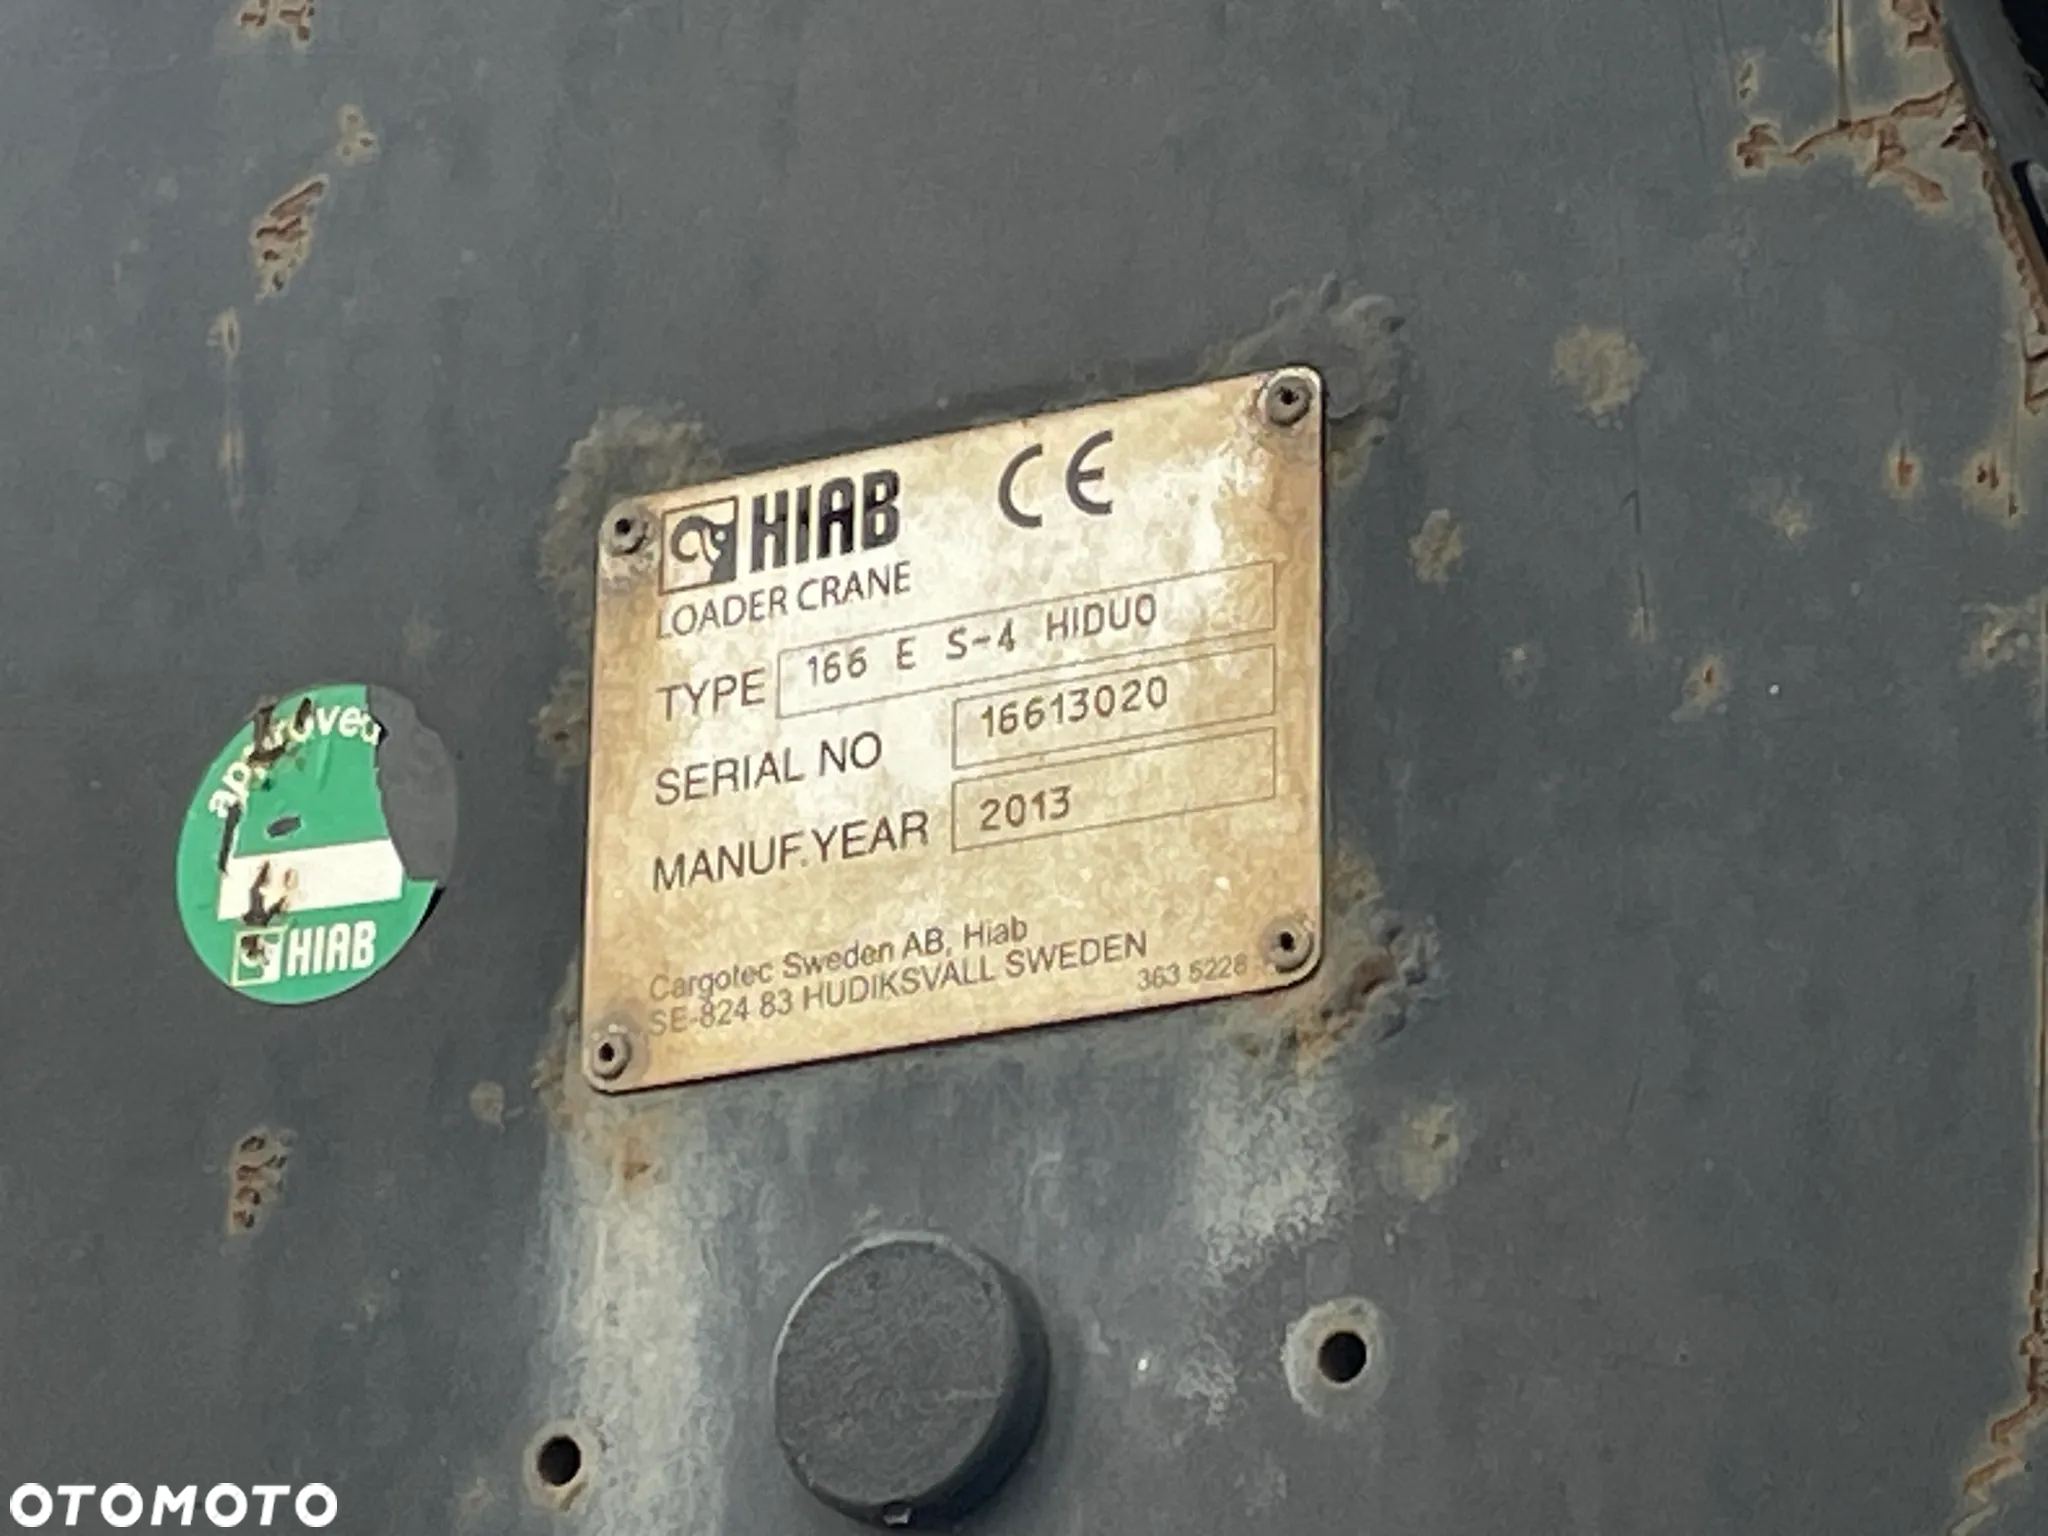 HIAB CE
LOADER CRANE
TYPE 166 E S-4 HIDUO
SERIAL NO 16613020
MANUF.YEAR 2013
Cargotec Sweden AB, Hiab
SE-824 83 HUDIKSVALL SWEDEN
363 5228
approved
HIAB
OTOMOTO